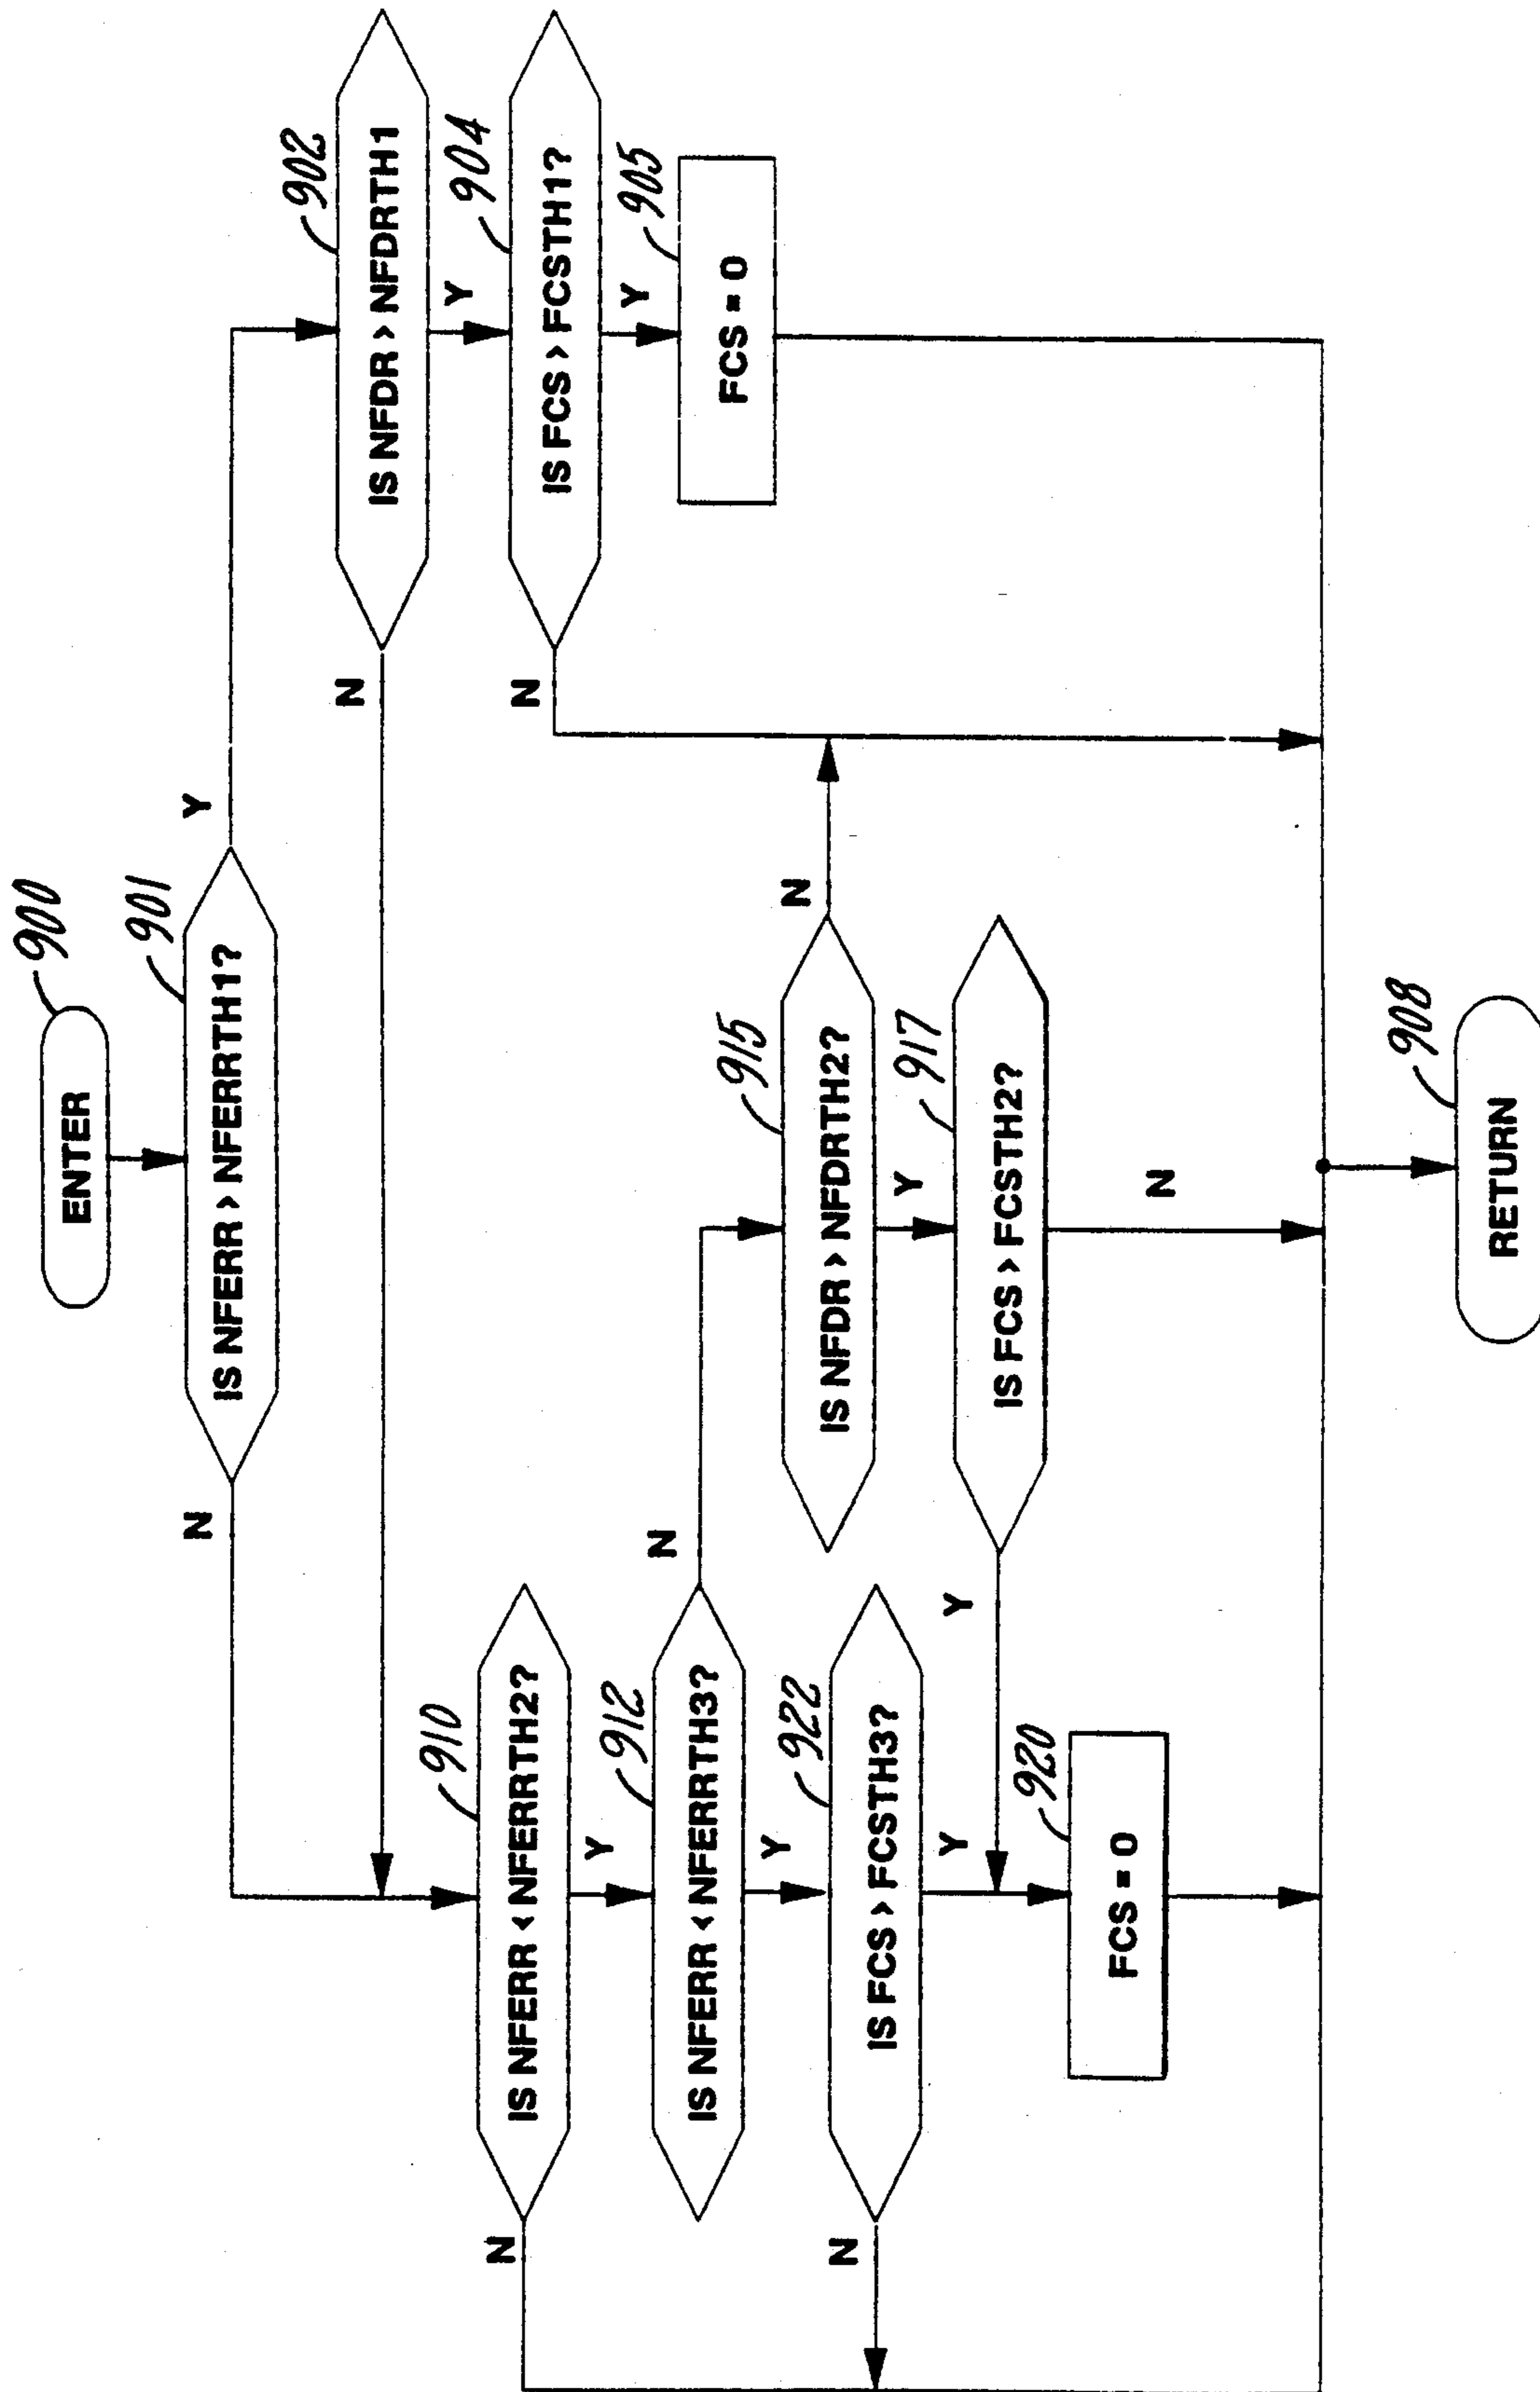 900
ENTER
901
IS NFERR > NFERRTH1?
N
Y
902
IS NFDR > NFDRTH1
N
Y
904
IS FCS > FCSTH1?
N
Y
905
FCS = 0
910
IS NFERR < NFERRTH2?
N
Y
912
IS NFERR < NFERRTH3?
N
Y
915
IS NFDR > NFDRTH2?
N
Y
922
IS FCS > FCSTH3?
N
Y
917
IS FCS > FCSTH2?
Y
N
920
FCS = 0
908
RETURN